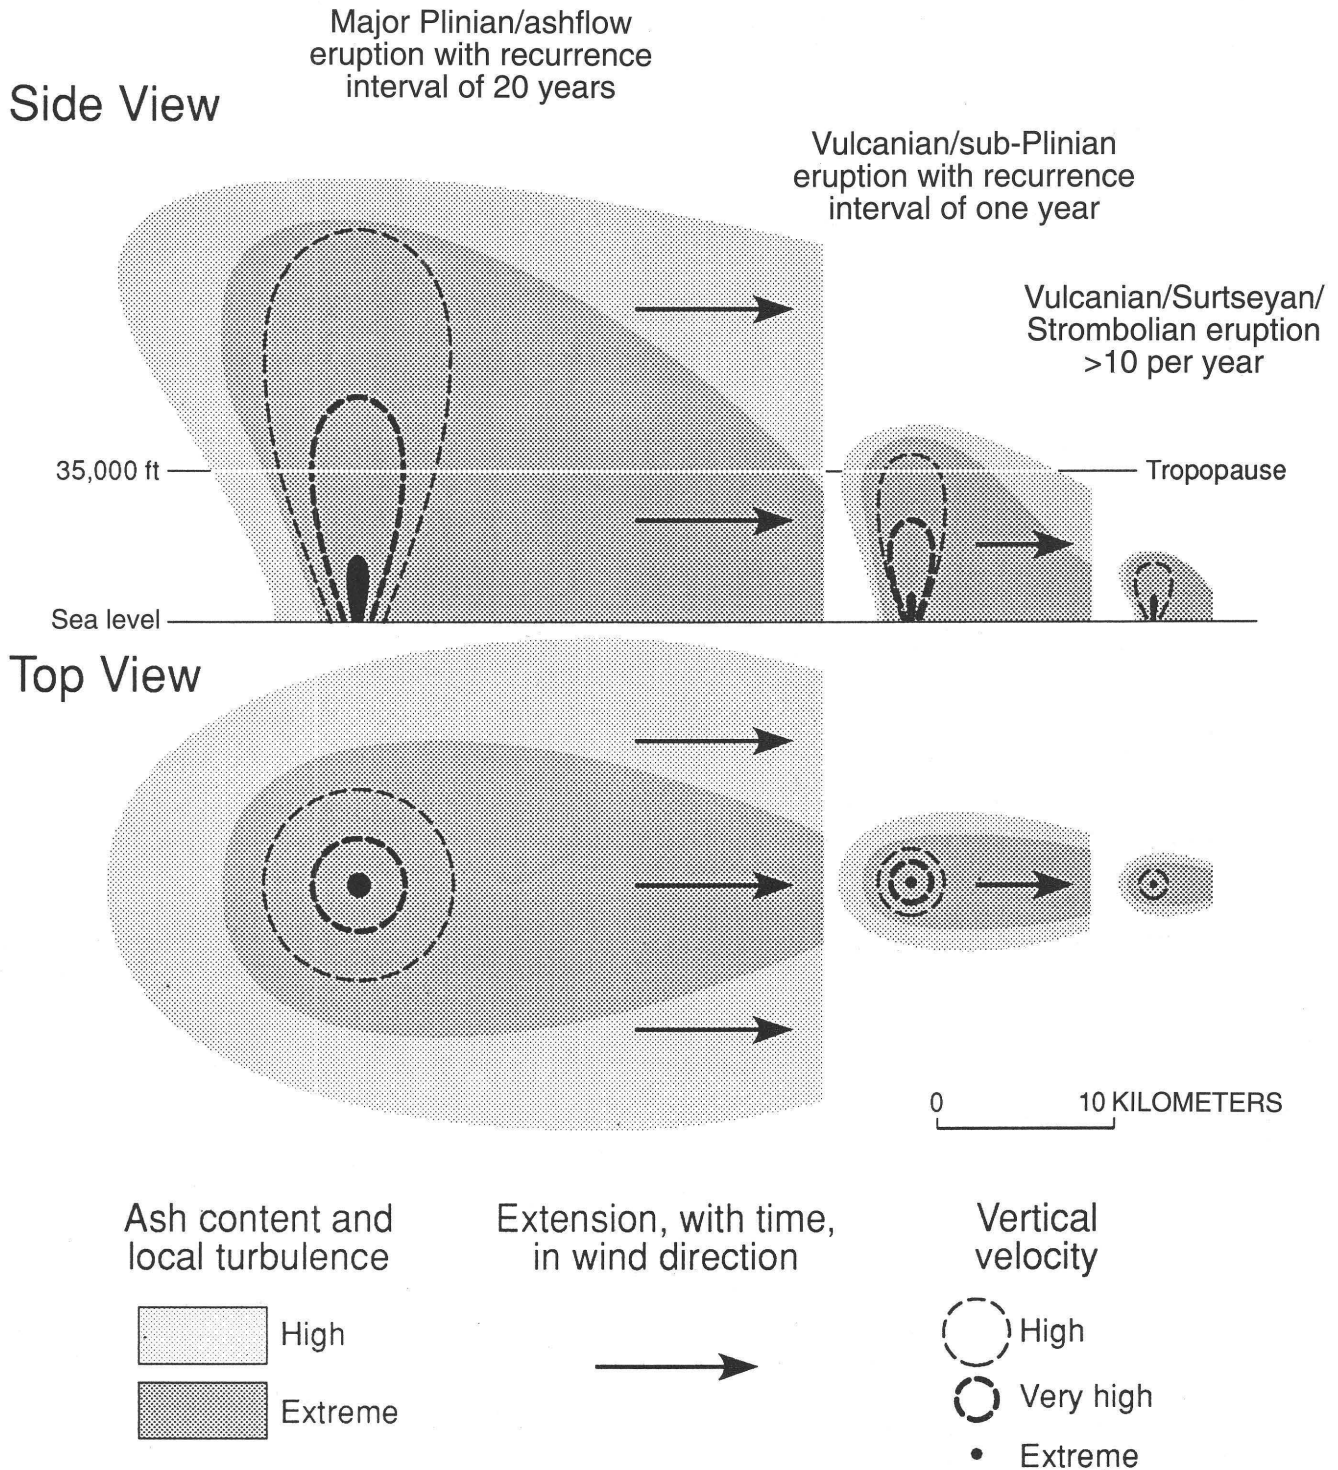 Major Plinian/ashflow
eruption with recurrence
interval of 20 years
Side View
Vulcanian/sub-Plinian
eruption with recurrence
interval of one year
Vulcanian/Surtseyan/
Strombolian eruption
>10 per year
35,000 ft
Tropopause
Sea level
Top View
0
10 KILOMETERS
Ash content and
local turbulence
High
Extreme
Extension, with time,
in wind direction
Vertical
velocity
High
Very high
Extreme